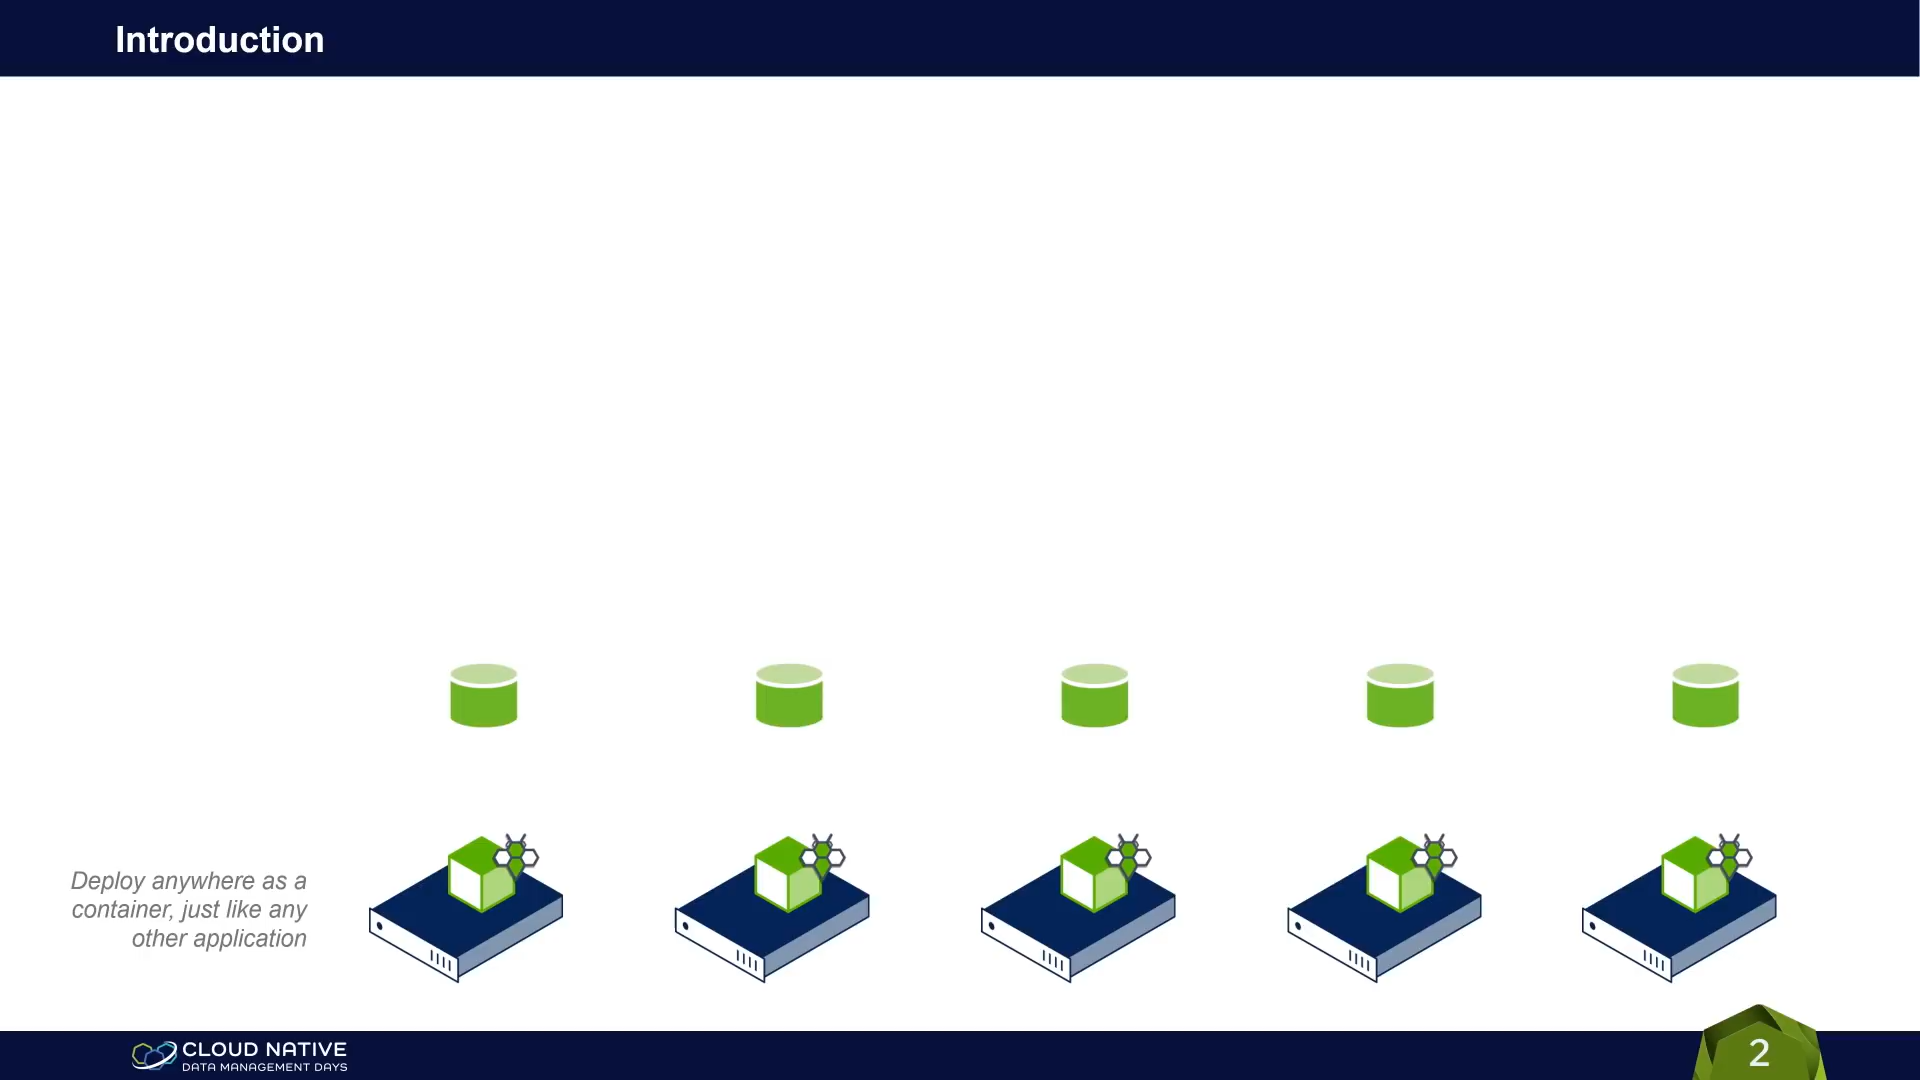 Introduction
Deploy anywhere as a
container, just like any
other application
CLOUD NATIVE
DATA MANAGEMENT DAYS
2